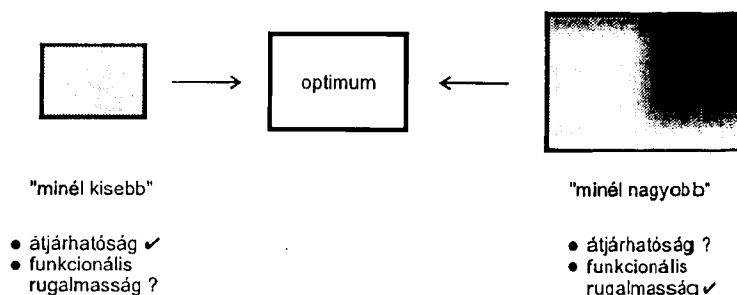 optimum
"minél kisebb"
● átjárhatóság ✔
● funkcionális
rugalmasság ?
"minél nagyobb"
● átjárhatóság ?
● funkcionális
rugalmasság ✔